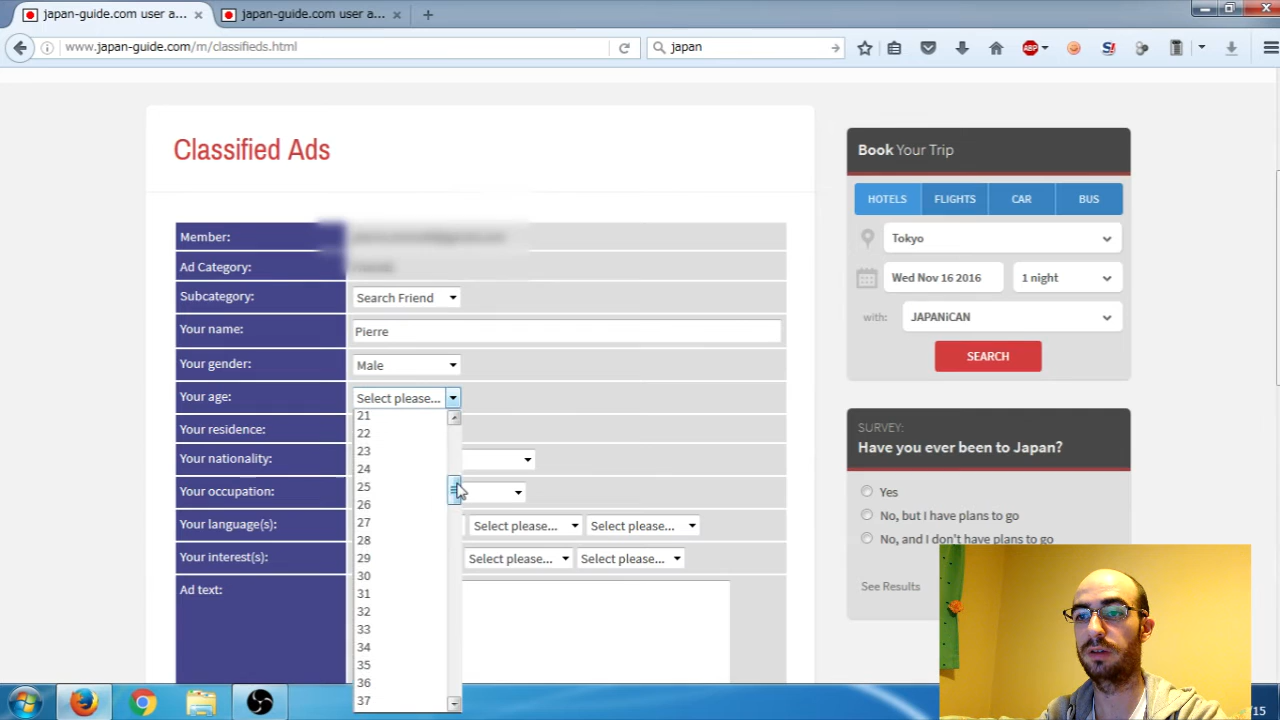 japan-guide.com user a...
japan-guide.com user a...
www.japan-guide.com/m/classifieds.html
japan
ABP
S!
Classified Ads
Member:
Ad Category:
Subcategory: Search Friend
Your name: Pierre
Your gender: Male
Your age: Select please...
21
22
23
24
25
26
27
28
29
30
31
32
33
34
35
36
37
Your residence:
Your nationality:
Your occupation:
Your language(s): Select please... Select please...
Your interest(s): Select please... Select please...
Ad text:
Book Your Trip
HOTELS FLIGHTS CAR BUS
Tokyo
Wed Nov 16 2016 1 night
with: JAPANiCAN
SEARCH
SURVEY:
Have you ever been to Japan?
Yes
No, but I have plans to go
No, and I don't have plans to go
See Results
/15